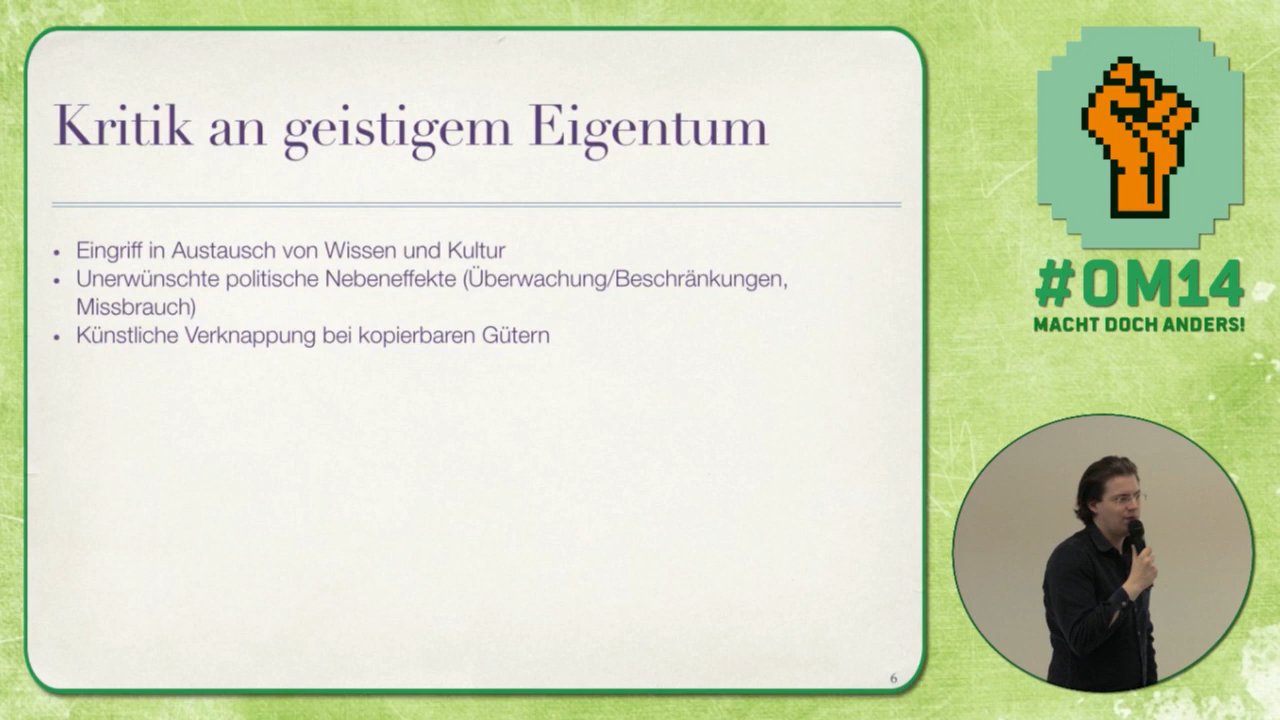 Kritik an geistigem Eigentum
• Eingriff in Austausch von Wissen und Kultur
• Unerwünschte politische Nebeneffekte (Überwachung/Beschränkungen,
Missbrauch)
• Künstliche Verknappung bei kopierbaren Gütern
6
#OM14
MACHT DOCH ANDERS!